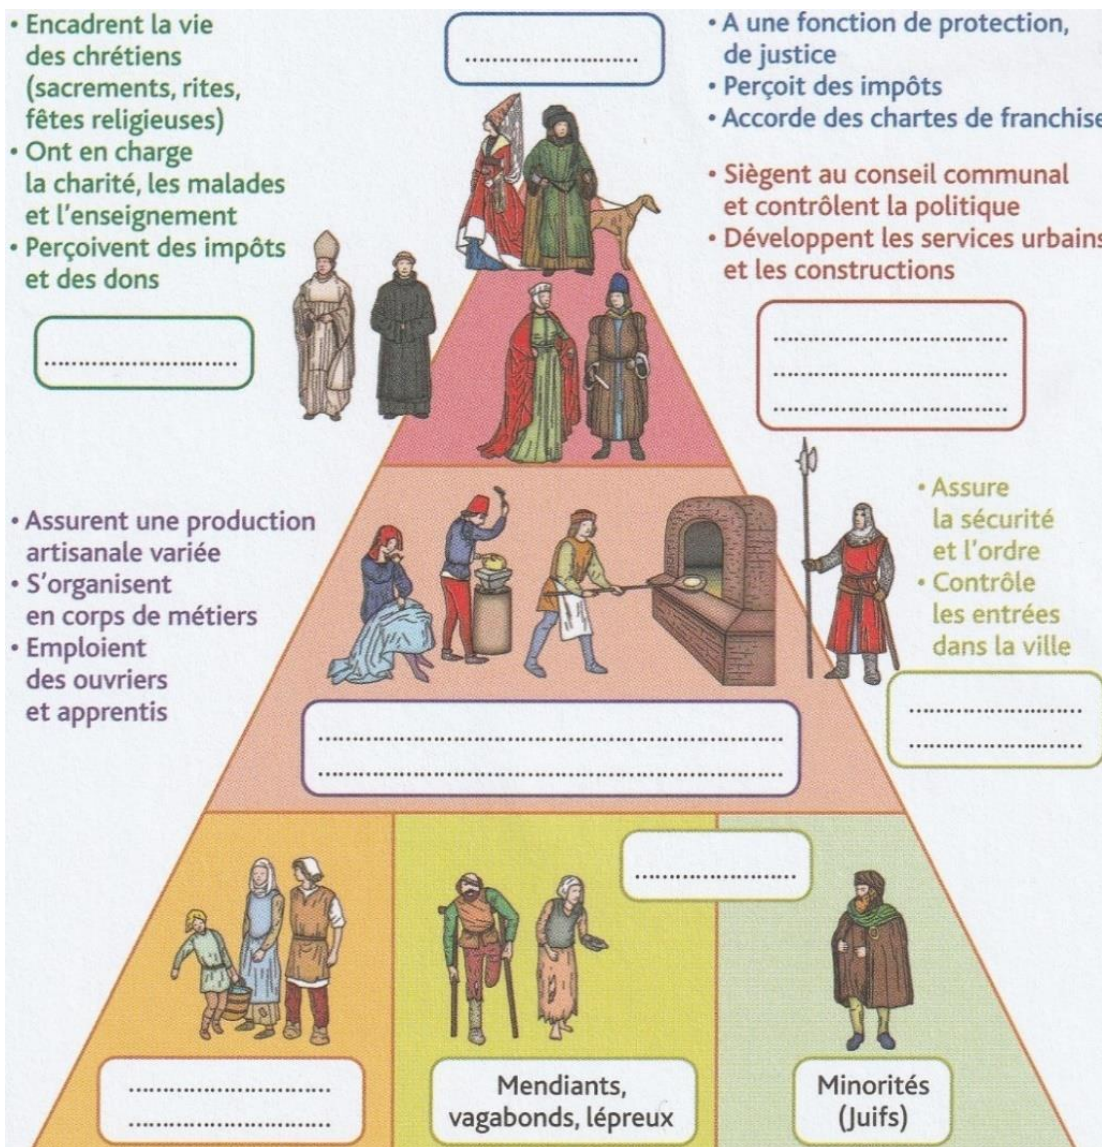 • Encadrent la vie
des chrétiens
(sacrements, rites,
fêtes religieuses)
• Ont en charge
la charité, les malades
et l'enseignement
• Perçoivent des impôts
et des dons
• A une fonction de protection,
de justice
• Perçoit des impôts
• Accorde des chartes de franchise
• Siègent au conseil communal
et contrôlent la politique
• Développent les services urbains
et les constructions
• Assurent une production
artisanale variée
• S'organisent
en corps de métiers
• Emploient
des ouvriers
et apprentis
• Assure
la sécurité
et l'ordre
• Contrôle
les entrées
dans la ville
Mendiants,
vagabonds, lépreux
Minorités
(Juifs)